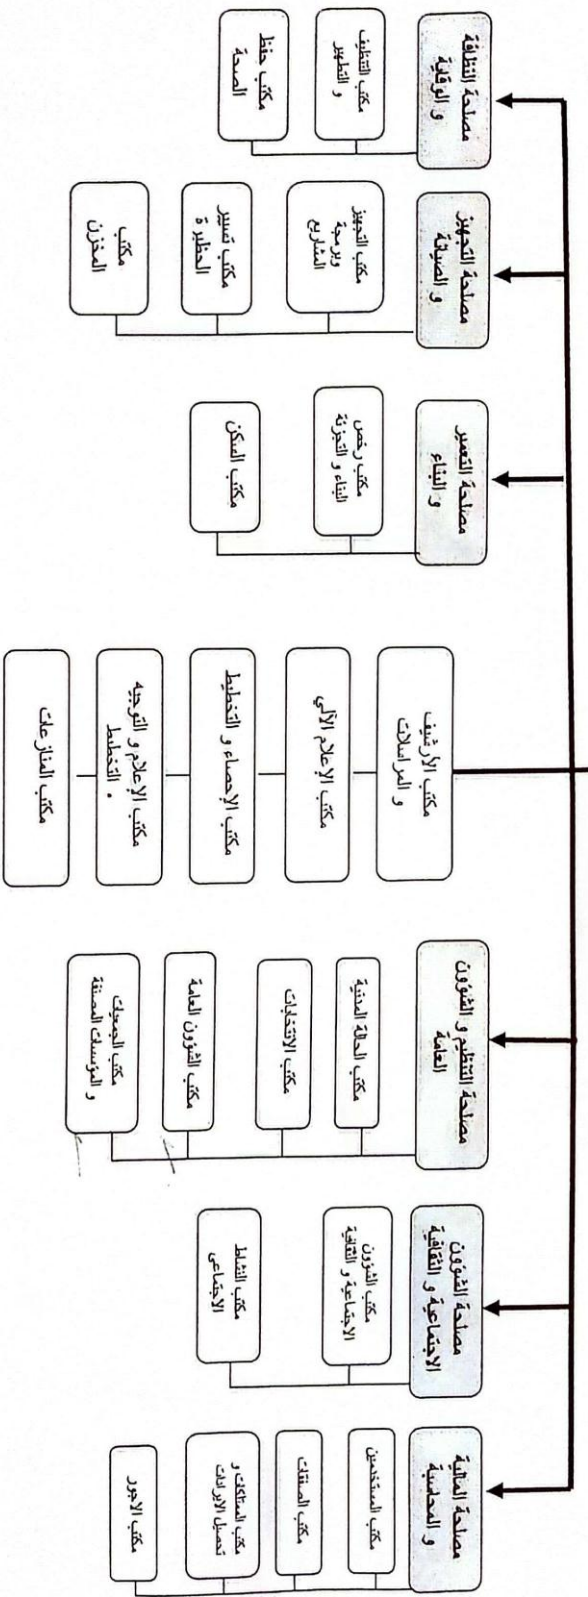 مصلحة النظافة
و الوقاية
مكتب التنظيف
و التطهير
مكتب حفظ
الصحة
مصلحة التجهيز
و الصيانة
مكتب التجهيز
وبرمجة
المشاريع
مكتب تسيير
الحظيرة
مكتب
المخزن
مصلحة التعمير
و البناء
مكتب رخص
البناء و التجزئة
مكتب السكن
مكتب الأرشيف
و المراسلات
مكتب الإعلام الآلي
مكتب الإحصاء و التخطيط
مكتب الإعلام و التوجيه
و التخطيط
مكتب المنازعات
مصلحة التنظيم و الشؤون
العامة
مكتب الحالة المدنية
مكتب الانتخابات
مكتب الشؤون العامة
مكتب الجمعيات
و المؤسسات المصنفة
مصلحة الشؤون
الاجتماعية و الثقافية
مكتب الشؤون
الاجتماعية و الثقافية
مكتب النشاط
الاجتماعي
مصلحة المالية
و المحاسبة
مكتب المستخدمين
مكتب الصفقات
مكتب الممتلكات و
تحصيل الايرادات
مكتب الاجور